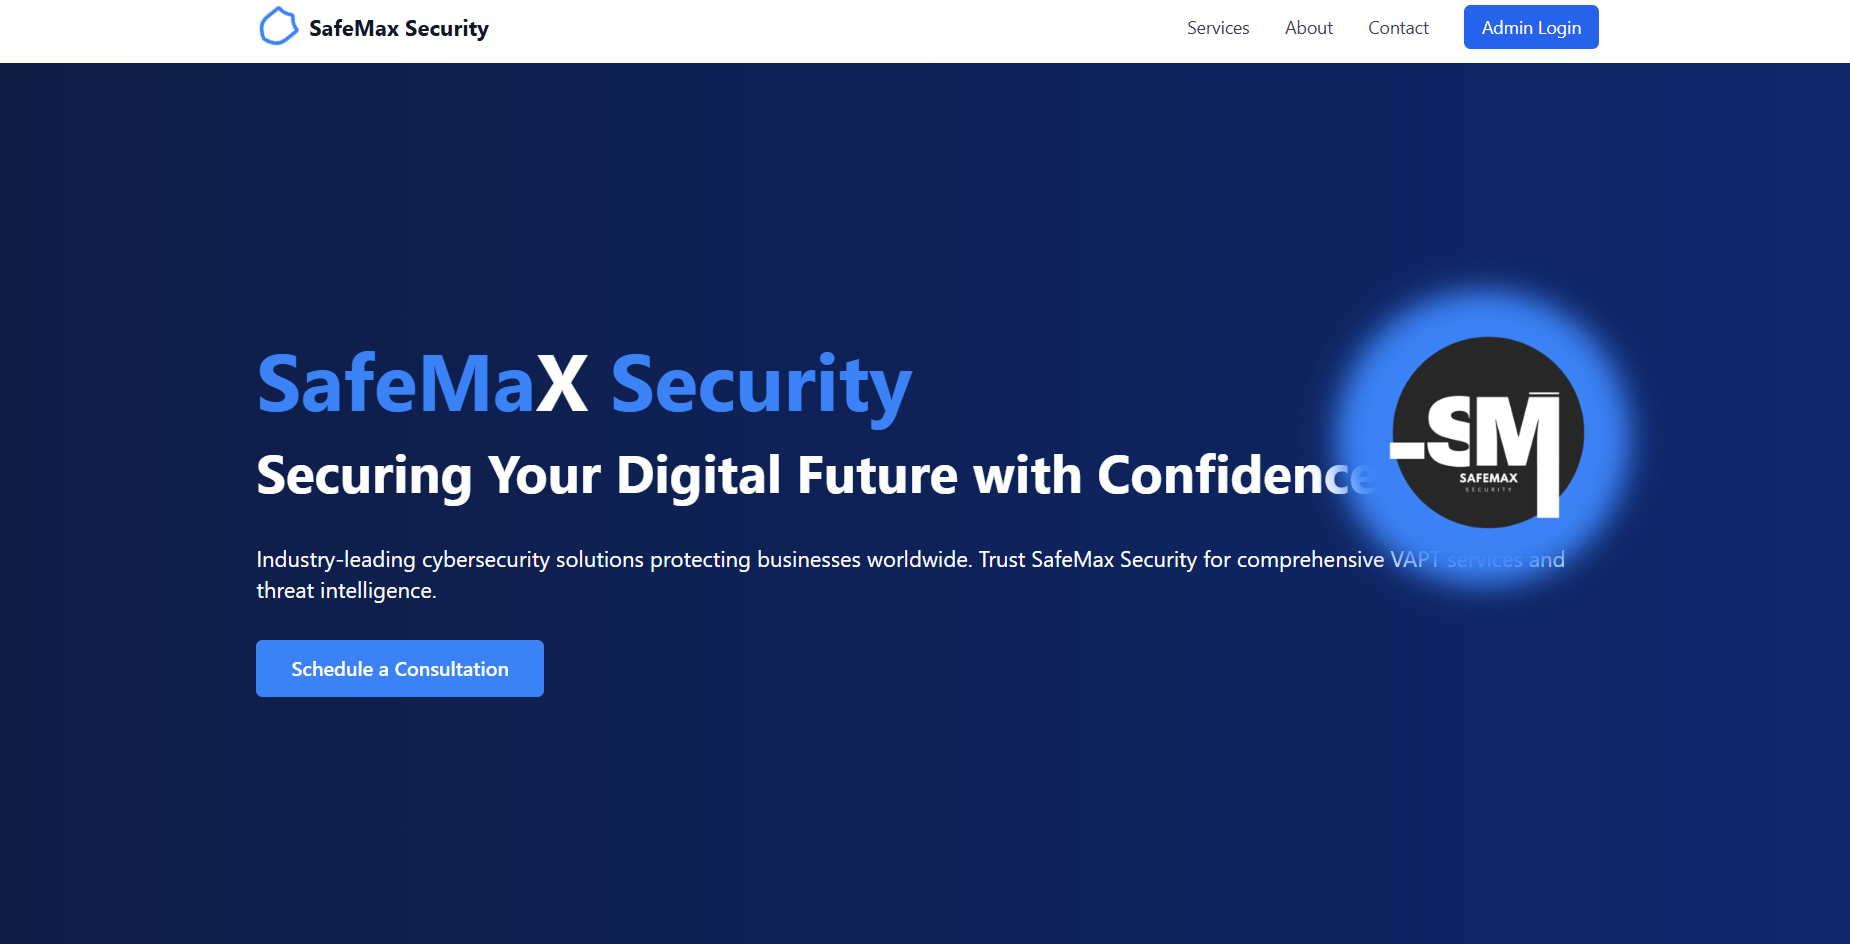 SafeMax Security
Services
About
Contact
Admin Login
SafeMaX Security
Securing Your Digital Future with Confidence
SM
SAFEMAX
SECURITY
Industry-leading cybersecurity solutions protecting businesses worldwide. Trust SafeMax Security for comprehensive VAPT services and
threat intelligence.
Schedule a Consultation